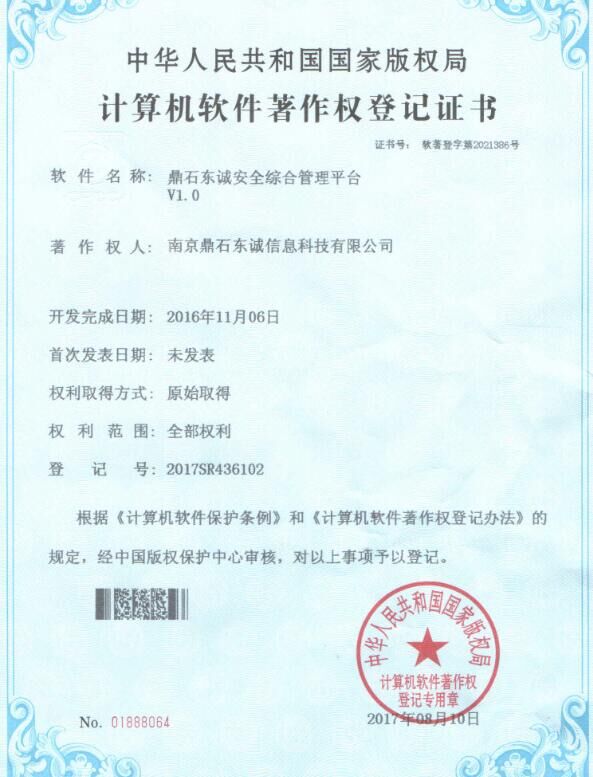 中华人民共和国国家版权局
计算机软件著作权登记证书
证书号： 软著登字第2021386号
软件名称： 鼎石东诚安全综合管理平台
V1.0
著作权人： 南京鼎石东诚信息科技有限公司
开发完成日期： 2016年11月06日
首次发表日期： 未发表
权利取得方式： 原始取得
权利范围： 全部权利
登记号： 2017SR436102
根据《计算机软件保护条例》和《计算机软件著作权登记办法》的
规定，经中国版权保护中心审核，对以上事项予以登记。
中华人民共和国国家版权局
计算机软件著作权
登记专用章
No. 01888064
2017年08月10日